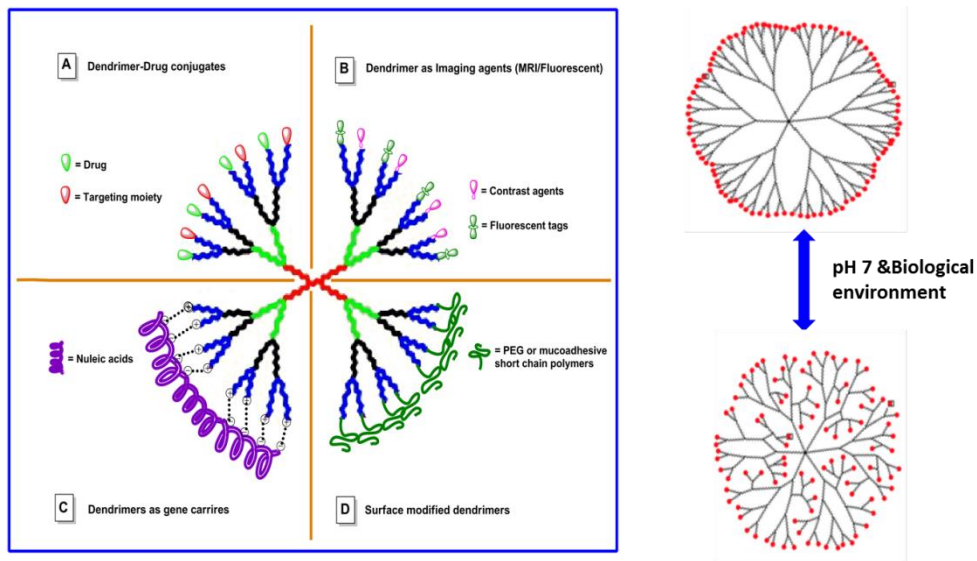 A Dendrimer-Drug conjugates
B Dendrimer as Imaging agents (MRI/Fluorescent)
= Drug
= Targeting moiety
= Contrast agents
= Fluorescent tags
= Nuleic acids
= PEG or mucoadhesive
short chain polymers
C Dendrimers as gene carrires
D Surface modified dendrimers
pH 7 &Biological
environment